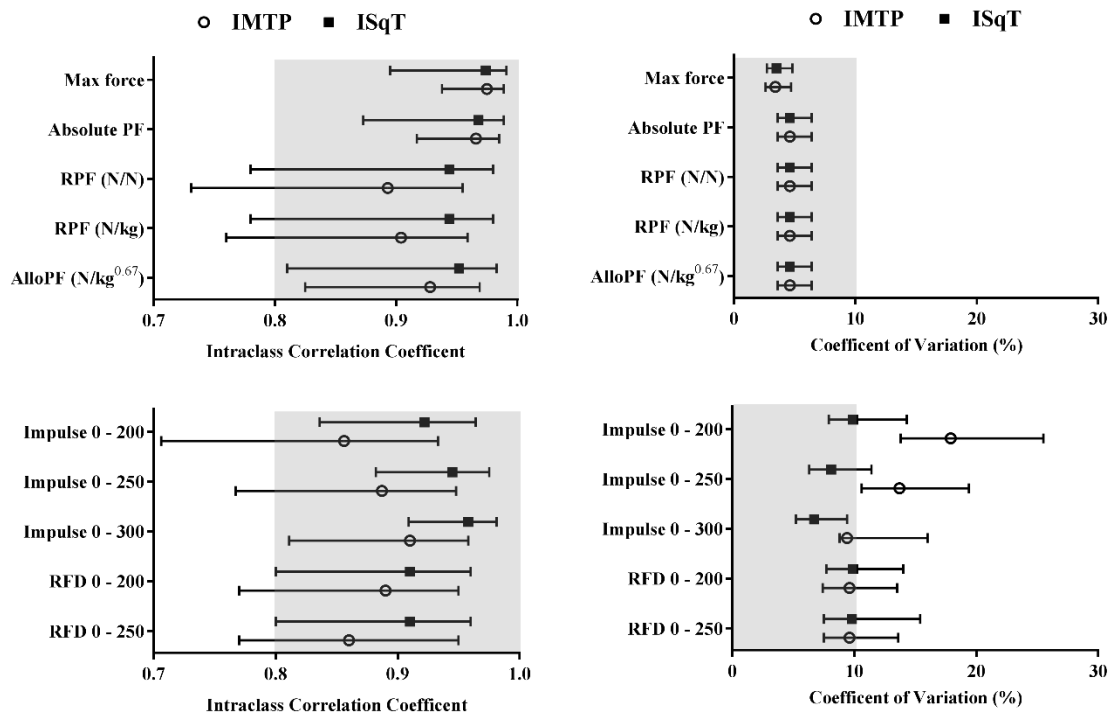 IMTP ISqT
Max force
Absolute PF
RPF (N/N)
RPF (N/kg)
AlloPF (N/kg^0.67)
0.7 0.8 0.9 1.0
Intraclass Correlation Coefficent
IMTP ISqT
Max force
Absolute PF
RPF (N/N)
RPF (N/kg)
AlloPF (N/kg^0.67)
0 10 20 30
Coefficent of Variation (%)
Impulse 0 - 200
Impulse 0 - 250
Impulse 0 - 300
RFD 0 - 200
RFD 0 - 250
0.7 0.8 0.9 1.0
Intraclass Correlation Coefficent
Impulse 0 - 200
Impulse 0 - 250
Impulse 0 - 300
RFD 0 - 200
RFD 0 - 250
0 10 20 30
Coefficent of Variation (%)